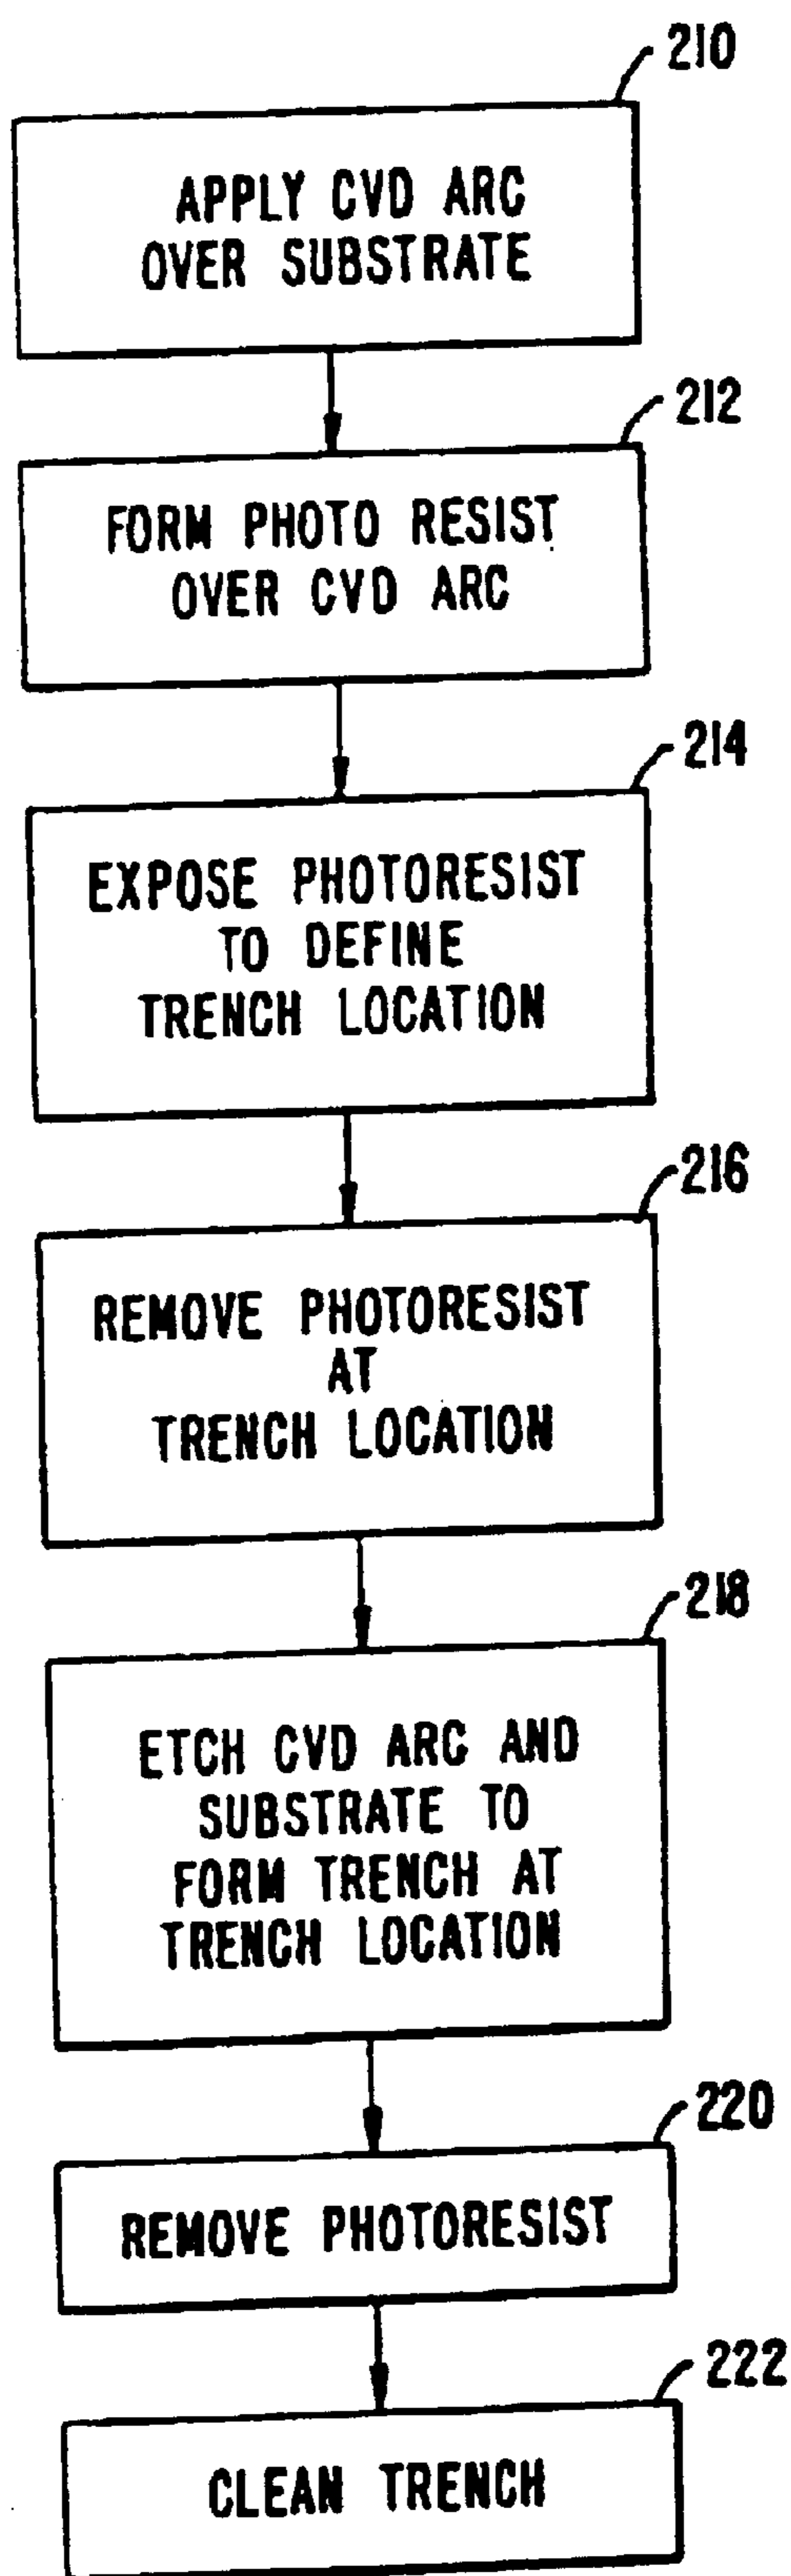 210
APPLY CVD ARC
OVER SUBSTRATE
212
FORM PHOTO RESIST
OVER CVD ARC
214
EXPOSE PHOTORESIST
TO DEFINE
TRENCH LOCATION
216
REMOVE PHOTORESIST
AT
TRENCH LOCATION
218
ETCH CVD ARC AND
SUBSTRATE TO
FORM TRENCH AT
TRENCH LOCATION
220
REMOVE PHOTORESIST
222
CLEAN TRENCH